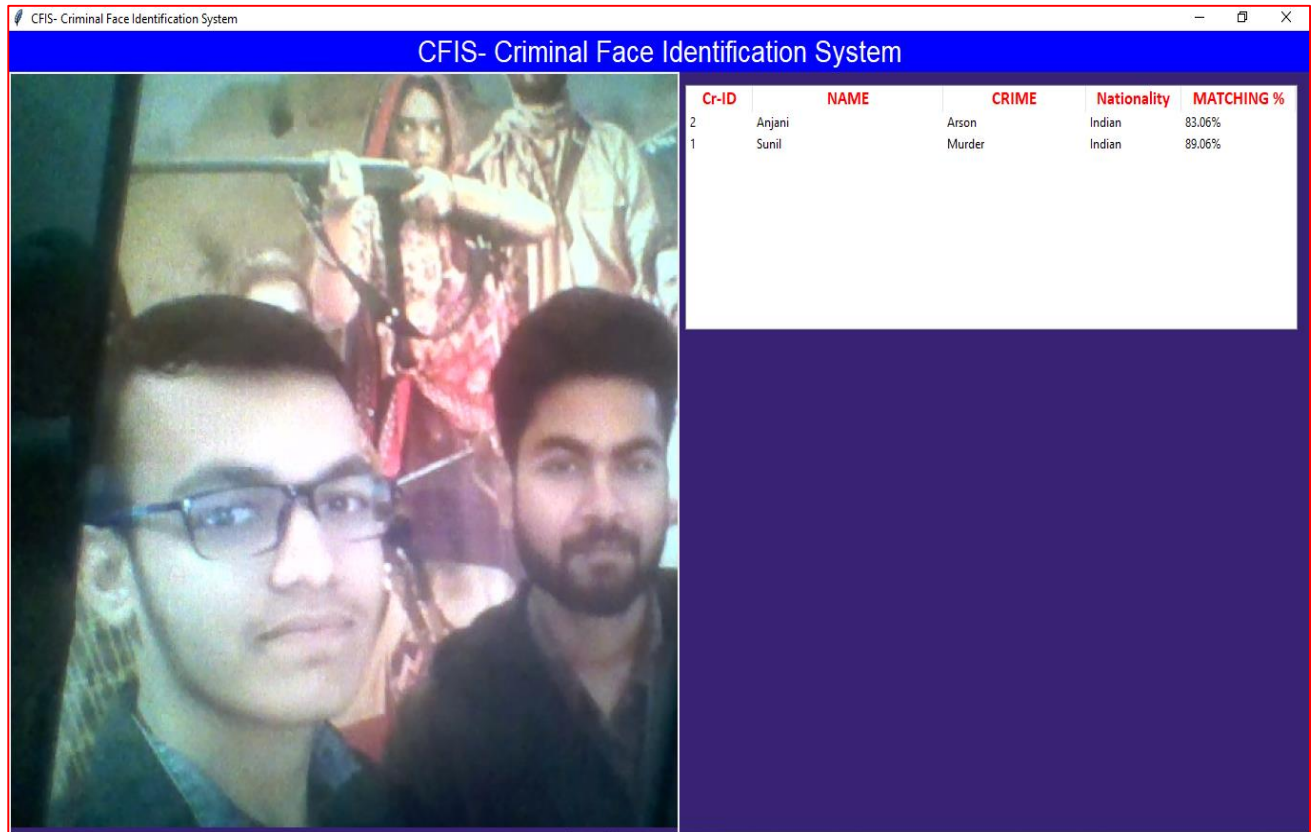 CFIS- Criminal Face Identification System
CFIS- Criminal Face Identification System
Cr-ID NAME CRIME Nationality MATCHING %
2 Anjani Arson Indian 83.06%
1 Sunil Murder Indian 89.06%